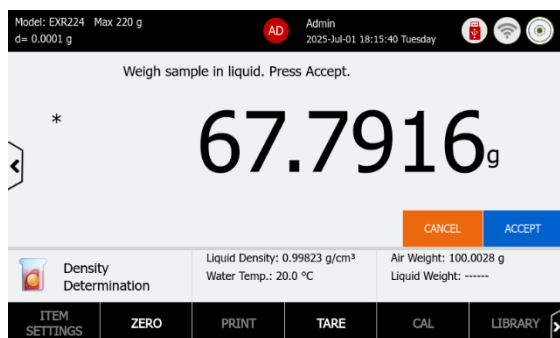 Model: EXR224 Max 220 g
d= 0.0001 g
AD
Admin
2025-Jul-01 18:15:40 Tuesday
Weigh sample in liquid. Press Accept.
*
67.7916g
CANCEL
ACCEPT
Density
Determination
Liquid Density: 0.99823 g/cm³
Water Temp.: 20.0 °C
Air Weight: 100.0028 g
Liquid Weight: ------
ITEM
SETTINGS
ZERO
PRINT
TARE
CAL
LIBRARY